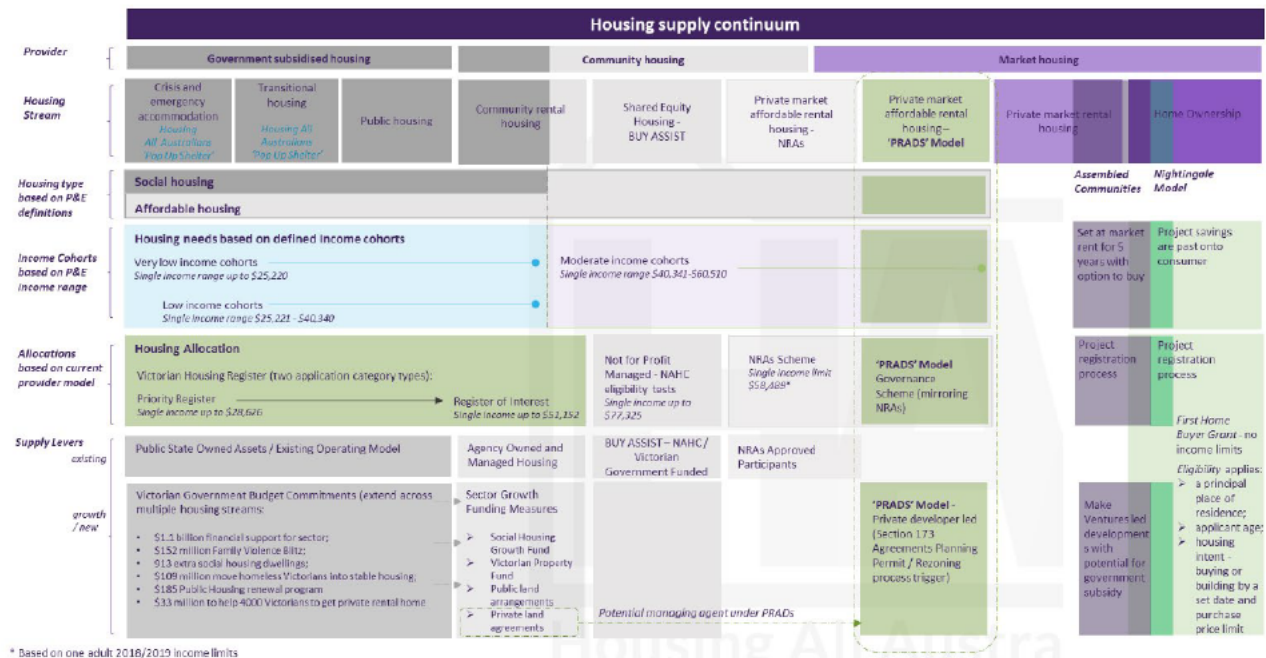 Housing supply continuum
Provider
Government subsidised housing
Community housing
Market housing
Housing
Stream
Crisis and
emergency
accommodation
Housing
All Australians
'Pop Up Shelter'
Transitional
housing
Housing All
Australians
'Pop Up Shelter'
Public housing
Community rental
housing
Shared Equity
Housing -
BUY ASSIST
Private market
affordable rental
housing -
NRAs
Private market
affordable rental
housing –
'PRADS' Model
Private market rental
housing
Home Ownership
Housing type
based on P&E
definitions
Social housing
Affordable housing
Assembled
Communities
Nightingale
Model
Income Cohorts
based on P&E
income range
Housing needs based on defined income cohorts
Very low income cohorts
Single income range up to $25,220
Low income cohorts
Single income range $25,221 - $40,340
Moderate income cohorts
Single income range $40,341-$60,510
Set at market
rent for 5
years with
option to buy
Project savings
are past onto
consumer
Allocations
based on current
provider model
Housing Allocation
Victorian Housing Register (two application category types):
Priority Register
Single income up to $28,626
Register of Interest
Single income up to $51,152
Not for Profit
Managed - NAHC
eligibility tests
Single income up to
$77,325
NRAs Scheme
Single income limit
$58,489*
'PRADS' Model
Governance
Scheme (mirroring
NRAs)
Project
registration
process
Project
registration
process
Supply Levers
existing
Public State Owned Assets / Existing Operating Model
Agency Owned and
Managed Housing
BUY ASSIST – NAHC /
Victorian
Government Funded
NRAs Approved
Participants
First Home
Buyer Grant - no
income limits
Eligibility applies:
➢ a principal
place of
residence;
➢ applicant age;
➢ housing
intent -
buying or
building by a
set date and
purchase
price limit
growth
/ new
Victorian Government Budget Commitments (extend across
multiple housing streams:
• $1.1 billion financial support for sector;
• $152 million Family Violence Blitz;
• 913 extra social housing dwellings;
• $109 million move homeless Victorians into stable housing;
• $185 Public Housing renewal program
• $33 million to help 4000 Victorians to get private rental home
Sector Growth
Funding Measures
➢ Social Housing
Growth Fund
➢ Victorian Property
Fund
➢ Public land
arrangements
➢ Private land
agreements
Potential managing agent under PRADs
'PRADS' Model -
Private developer led
(Section 173
Agreements Planning
Permit / Rezoning
process trigger)
Make
Ventures led
development
s with
potential for
government
subsidy
Housing All Austra
* Based on one adult 2018/2019 income limits